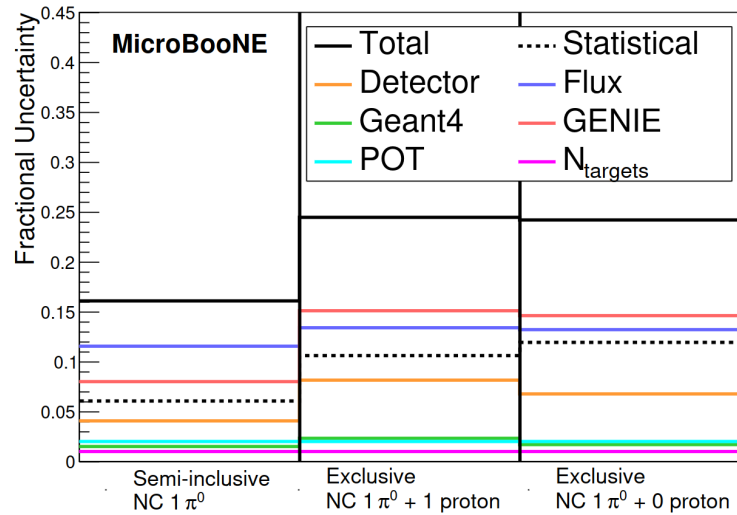 0.45
0.4
0.35
0.3
0.25
0.2
0.15
0.1
0.05
0
Fractional Uncertainty
MicroBooNE
Total
Statistical
Detector
Flux
Geant4
GENIE
POT
N_targets
Semi-inclusive
NC 1 π⁰
Exclusive
NC 1 π⁰ + 1 proton
Exclusive
NC 1 π⁰ + 0 proton